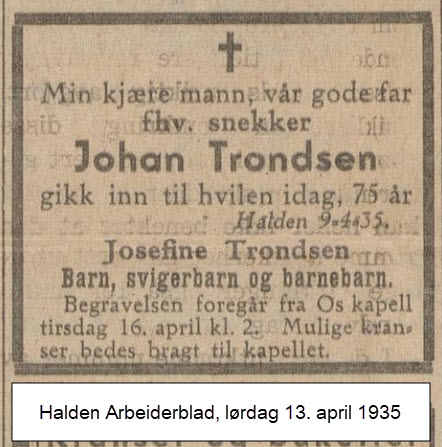 Min kjære mann, vår gode far
fhv. snekker
Johan Trondsen
gikk inn til hvilen idag, 75 år
Halden 9-4-35.
Josefine Trondsen
Barn, svigerbarn og barnebarn.
Begravelsen foregår fra Os kapell
tirsdag 16. april kl. 2. Mulige kran-
ser bedes bragt til kapellet.
Halden Arbeiderblad, lørdag 13. april 1935